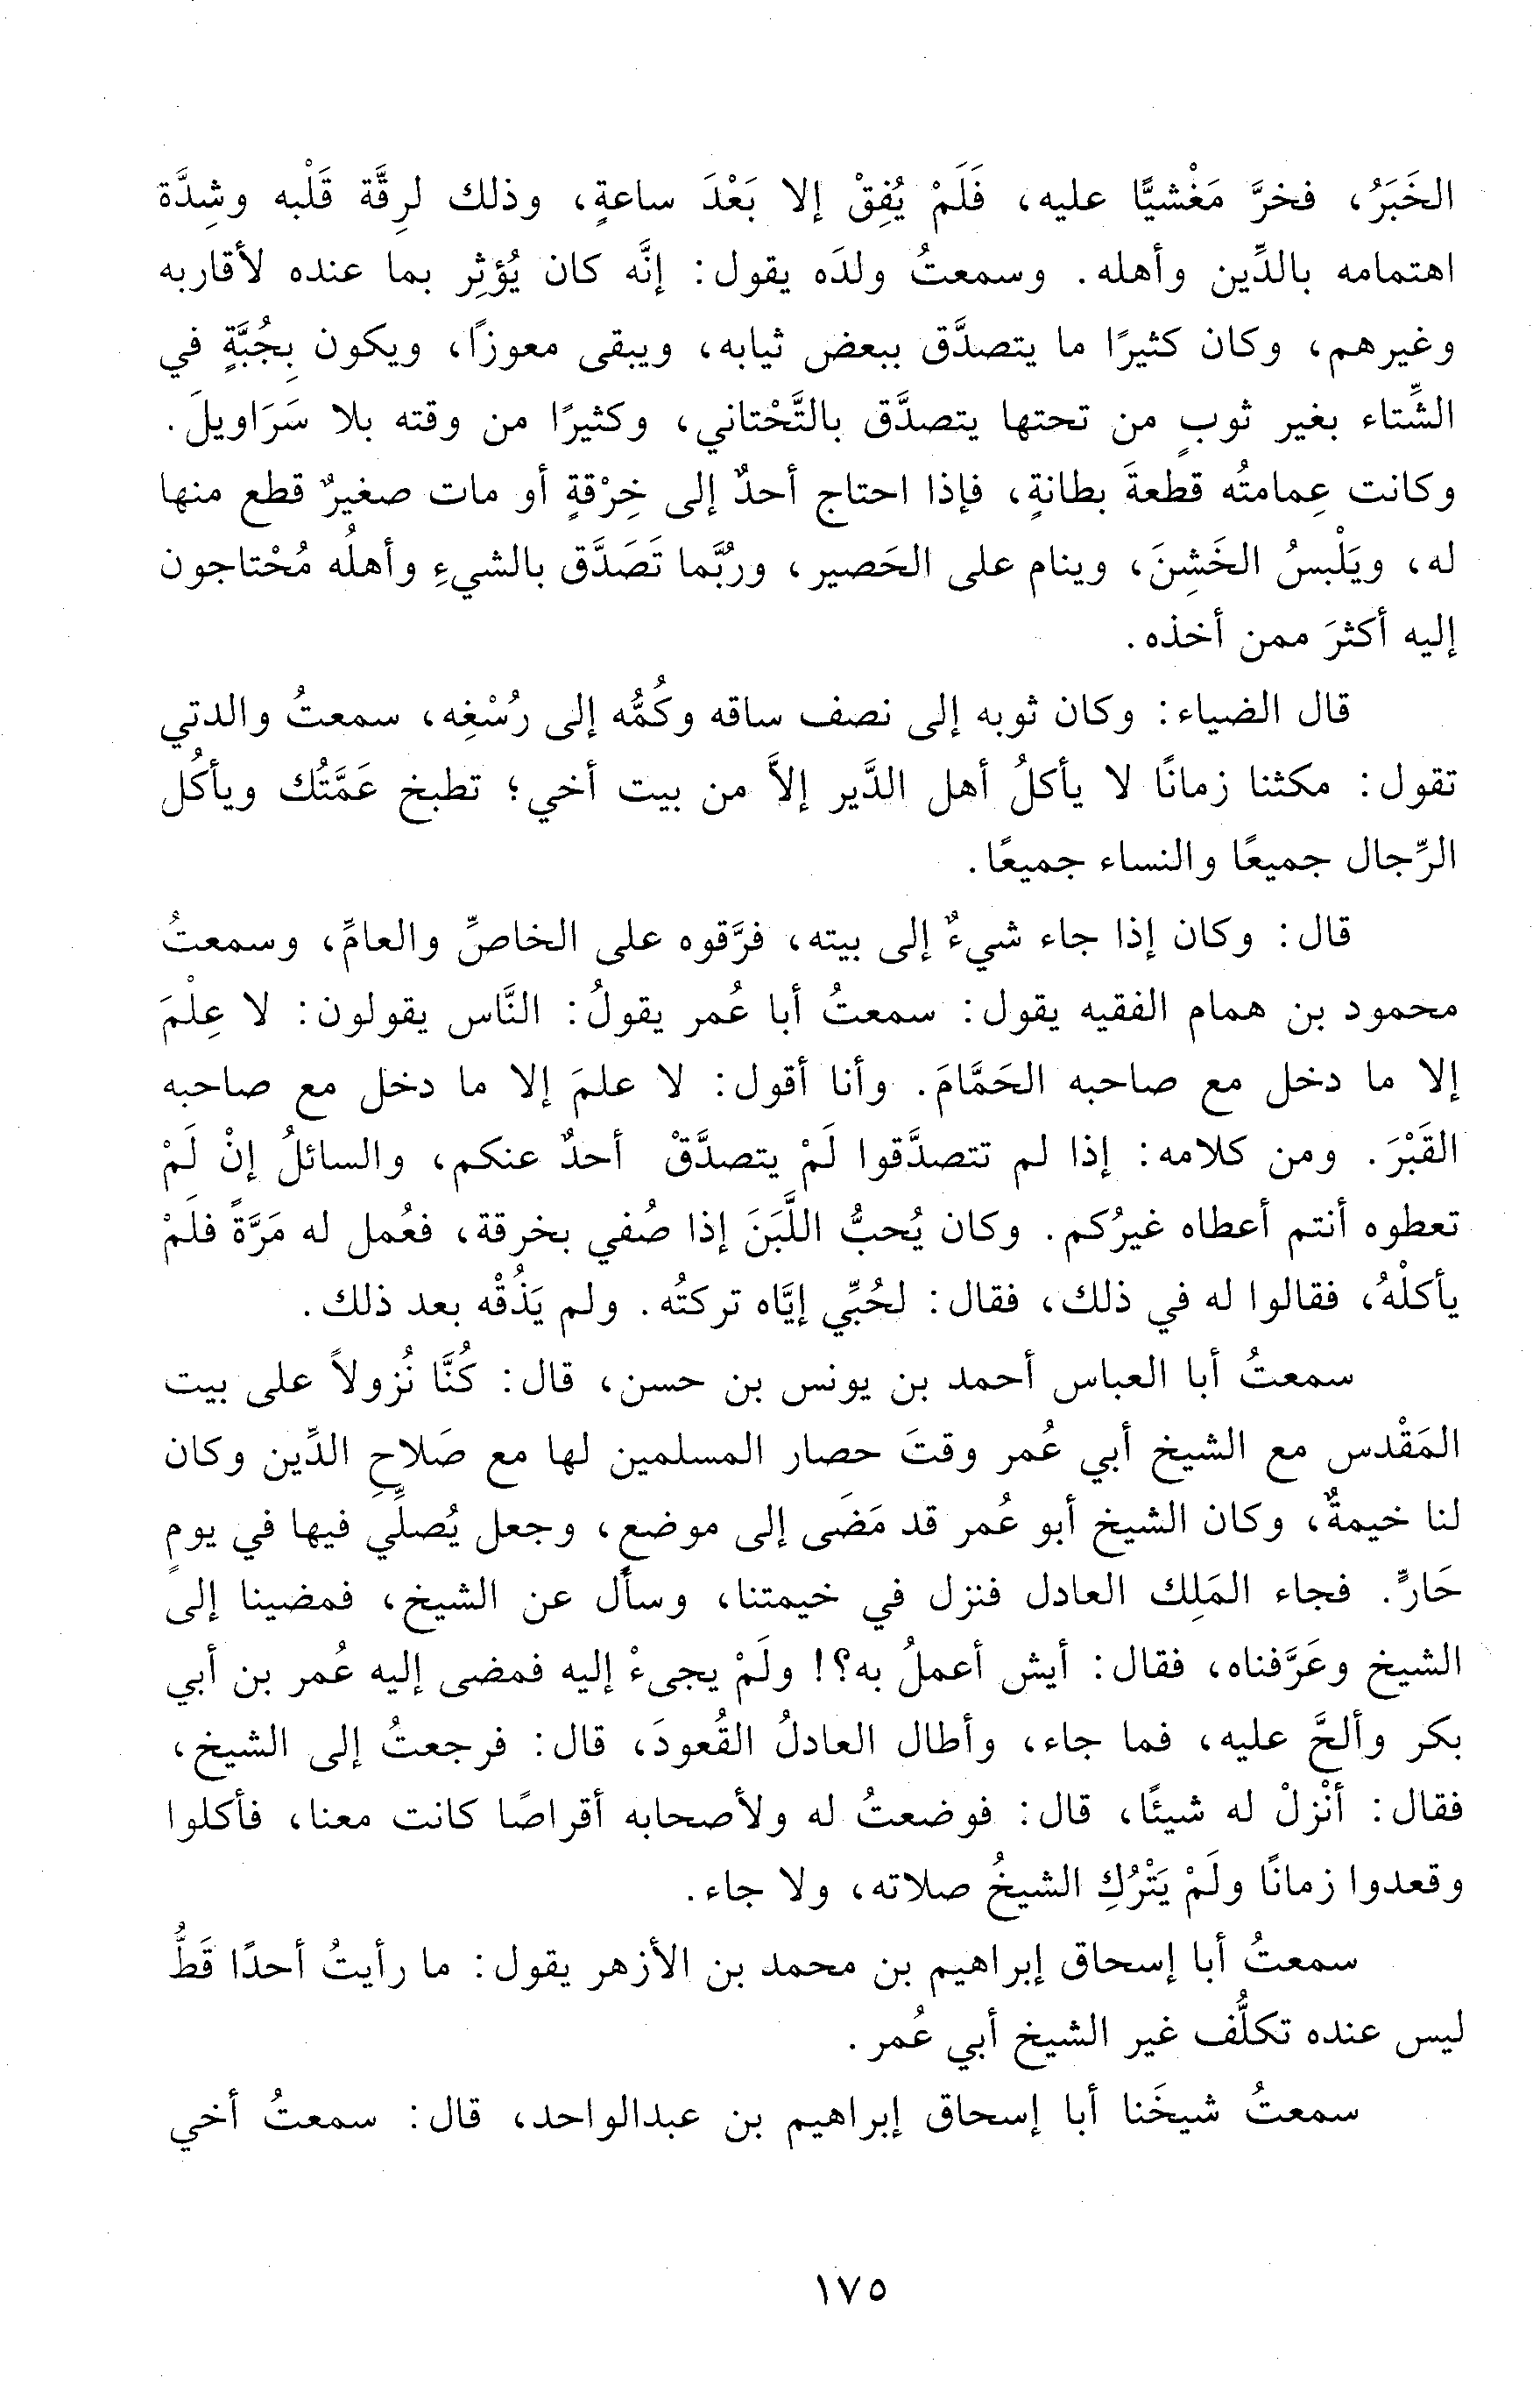 الخَبَرُ، فخرَّ مَغْشيًّا عليه، فَلَمْ يُفِقْ إلا بَعْدَ ساعةٍ، وذلك لرِقَّة قَلْبه وشِدَّة
اهتمامه بالدِّين وأهله. وسمعتُ ولدَه يقول: إنَّه كان يُؤثِر بما عنده لأقاربه
وغيرهم، وكان كثيرًا ما يتصدَّق ببعض ثيابه، ويبقى معوزًا، ويكون بِجُبَّةٍ في
الشِّتاء بغير ثوبٍ من تحتها يتصدَّق بالتَّحْتاني، وكثيرًا من وقته بلا سَرَاويلَ.
وكانت عِمامتُه قطعةَ بطانةٍ، فإذا احتاج أحدٌ إلى خِرْقةٍ أو مات صغيرٌ قطع منها
له، ويَلْبسُ الخَشِنَ، وينام على الحَصير، ورُبَّما تَصَدَّق بالشيءِ وأهلُه مُحْتاجون
إليه أكثرَ ممن أخذه.
قال الضياء: وكان ثوبه إلى نصف ساقه وكُمُّه إلى رُسْغِه، سمعتُ والدتي
تقول: مكثنا زمانًا لا يأكلُ أهل الدَّير إلاَّ من بيت أخي؛ تطبخ عَمَّتُك ويأكُل
الرِّجال جميعًا والنساء جميعًا.
قال: وكان إذا جاء شيءٌ إلى بيته، فرَّقوه على الخاصِّ والعامِّ، وسمعتُ
محمود بن همام الفقيه يقول: سمعتُ أبا عُمر يقولُ: النَّاس يقولون: لا عِلْمَ
إلا ما دخل مع صاحبه الحَمَّامَ. وأنا أقول: لا علمَ إلا ما دخل مع صاحبه
القَبْرَ. ومن كلامه: إذا لم تتصدَّقوا لَمْ يتصدَّقْ أحدٌ عنكم، والسائلُ إنْ لَمْ
تعطوه أنتم أعطاه غيرُكم. وكان يُحبُّ اللَّبَنَ إذا صُفي بخرقة، فعُمل له مَرَّةً فلَمْ
يأكلْهُ، فقالوا له في ذلك، فقال: لحُبِّي إيَّاه تركتُه. ولم يَذُقْه بعد ذلك.
سمعتُ أبا العباس أحمد بن يونس بن حسن، قال: كُنَّا نُزولاً على بيت
المَقْدس مع الشيخ أبي عُمر وقتَ حصار المسلمين لها مع صَلاحِ الدِّين وكان
لنا خيمةٌ، وكان الشيخ أبو عُمر قد مَضَى إلى موضعٍ، وجعل يُصلِّي فيها في يومٍ
حَارٍّ. فجاء المَلِك العادل فنزل في خيمتنا، وسأل عن الشيخ، فمضينا إلى
الشيخ وعَرَّفناه، فقال: أيش أعملُ به؟! ولَمْ يجىءْ إليه فمضى إليه عُمر بن أبي
بكر وألحَّ عليه، فما جاء، وأطال العادلُ القُعودَ، قال: فرجعتُ إلى الشيخ،
فقال: أنْزلْ له شيئًا، قال: فوضعتُ له ولأصحابه أقراصًا كانت معنا، فأكلوا
وقعدوا زمانًا ولَمْ يَتْرُكِ الشيخُ صلاته، ولا جاء.
سمعتُ أبا إسحاق إبراهيم بن محمد بن الأزهر يقول: ما رأيتُ أحدًا قَطُّ
ليس عنده تكلُّف غير الشيخ أبي عُمر.
سمعتُ شيخَنا أبا إسحاق إبراهيم بن عبدالواحد، قال: سمعتُ أخي
١٧٥